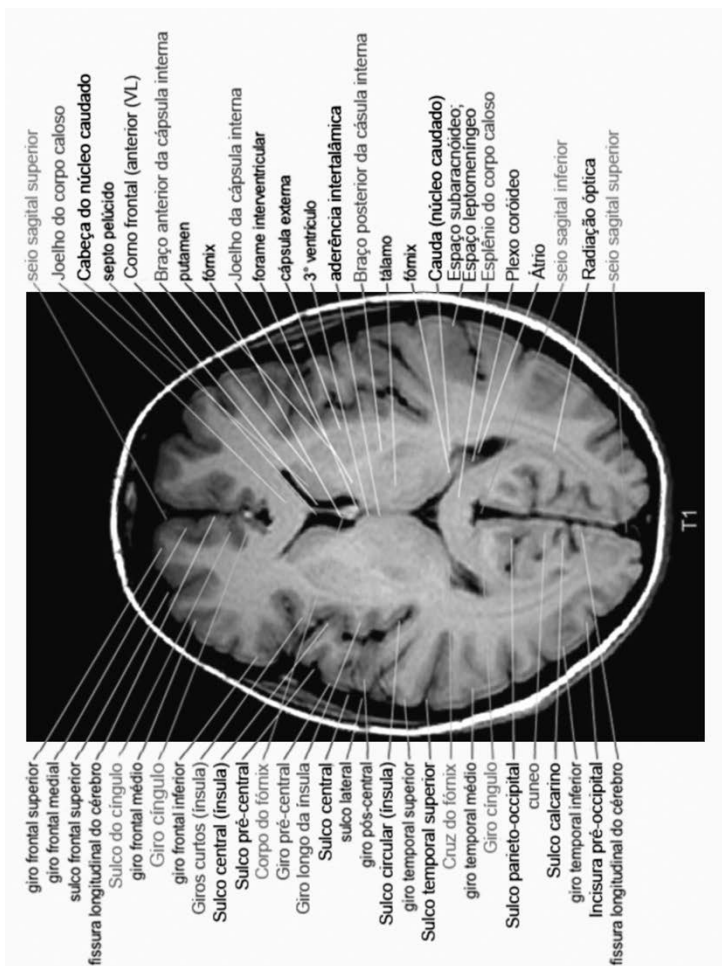 seio sagital superior
Joelho do corpo caloso
Cabeça do núcleo caudado
septo pelúcido
Corno frontal (anterior (VL)
Braço anterior da cápsula interna
putamen
fórnix
Joelho da cápsula interna
forame interventricular
cápsula externa
3° ventrículo
aderência intertalâmica
Braço posterior da cásula interna
tálamo
fórnix
Cauda (núcleo caudado)
Espaço subaracnóideo;
Espaço leptomeníngeo
Esplênio do corpo caloso
Plexo coróideo
Átrio
seio sagital inferior
Radiação óptica
seio sagital superior
T1
giro frontal superior
giro frontal medial
sulco frontal superior
fissura longitudinal do cérebro
Sulco do cíngulo
giro frontal médio
Giro cíngulo
giro frontal inferior
Giros curtos (ínsula)
Sulco central (ínsula)
Sulco pré-central
Corpo do fórnix
Giro pré-central
Giro longo da ínsula
Sulco central
sulco lateral
giro pós-central
Sulco circular (ínsula)
giro temporal superior
Sulco temporal superior
Cruz do fórnix
giro temporal médio
Giro cíngulo
Sulco parieto-occipital
cuneo
Sulco calcarino
giro temporal inferior
Incisura pré-occipital
fissura longitudinal do cérebro